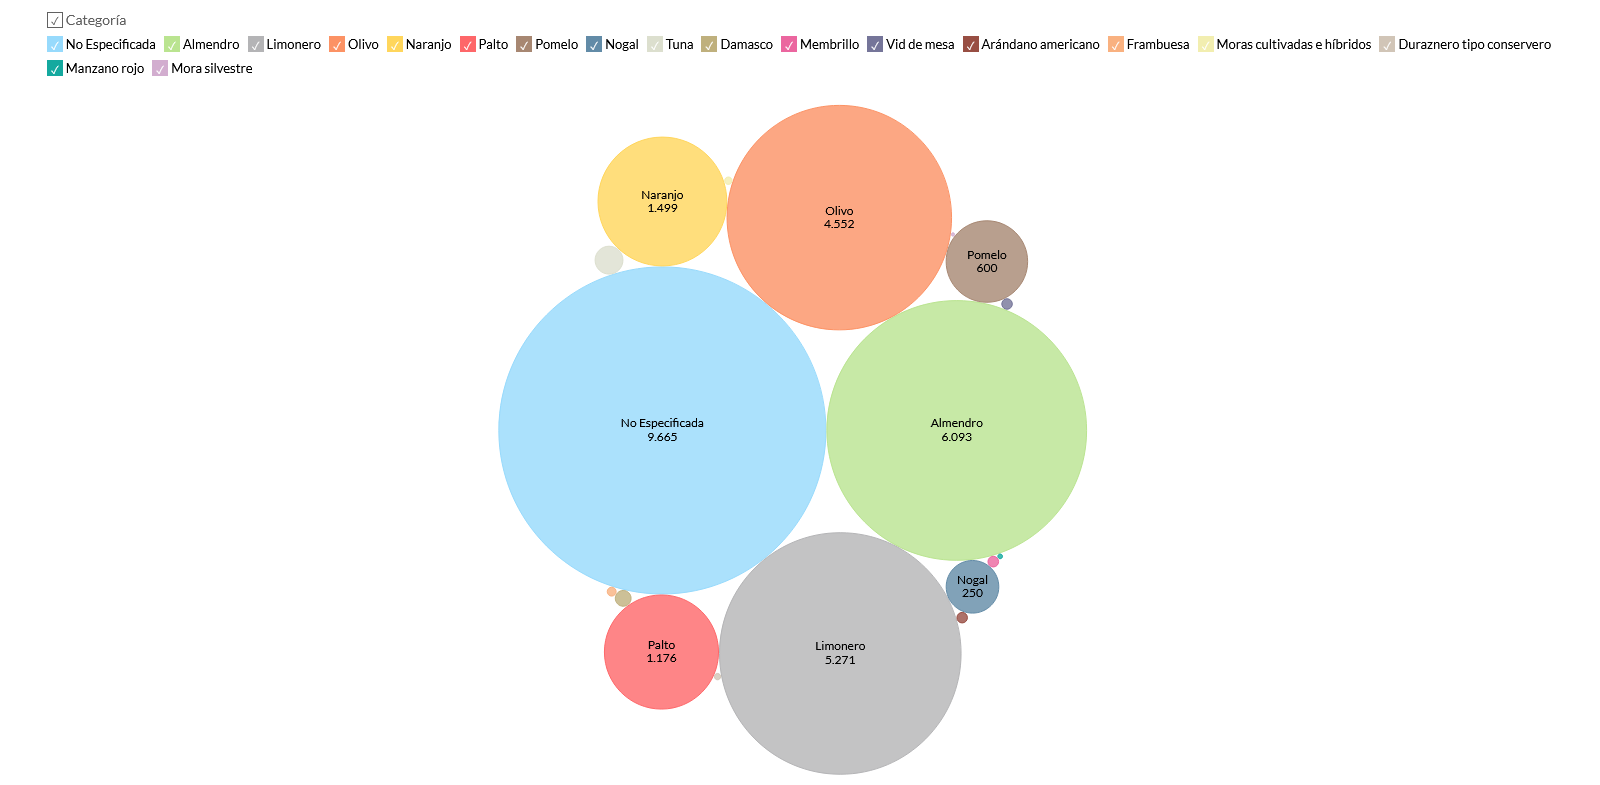 Categoría
No Especificada Almendro Limonero Olivo Naranjo Palto Pomelo Nogal Tuna Damasco Membrillo Vid de mesa Arándano americano Frambuesa Moras cultivadas e híbridos Duraznero tipo conservero
Manzano rojo Mora silvestre
Naranjo
1.499
Olivo
4.552
Pomelo
600
No Especificada
9.665
Almendro
6.093
Nogal
250
Palto
1.176
Limonero
5.271